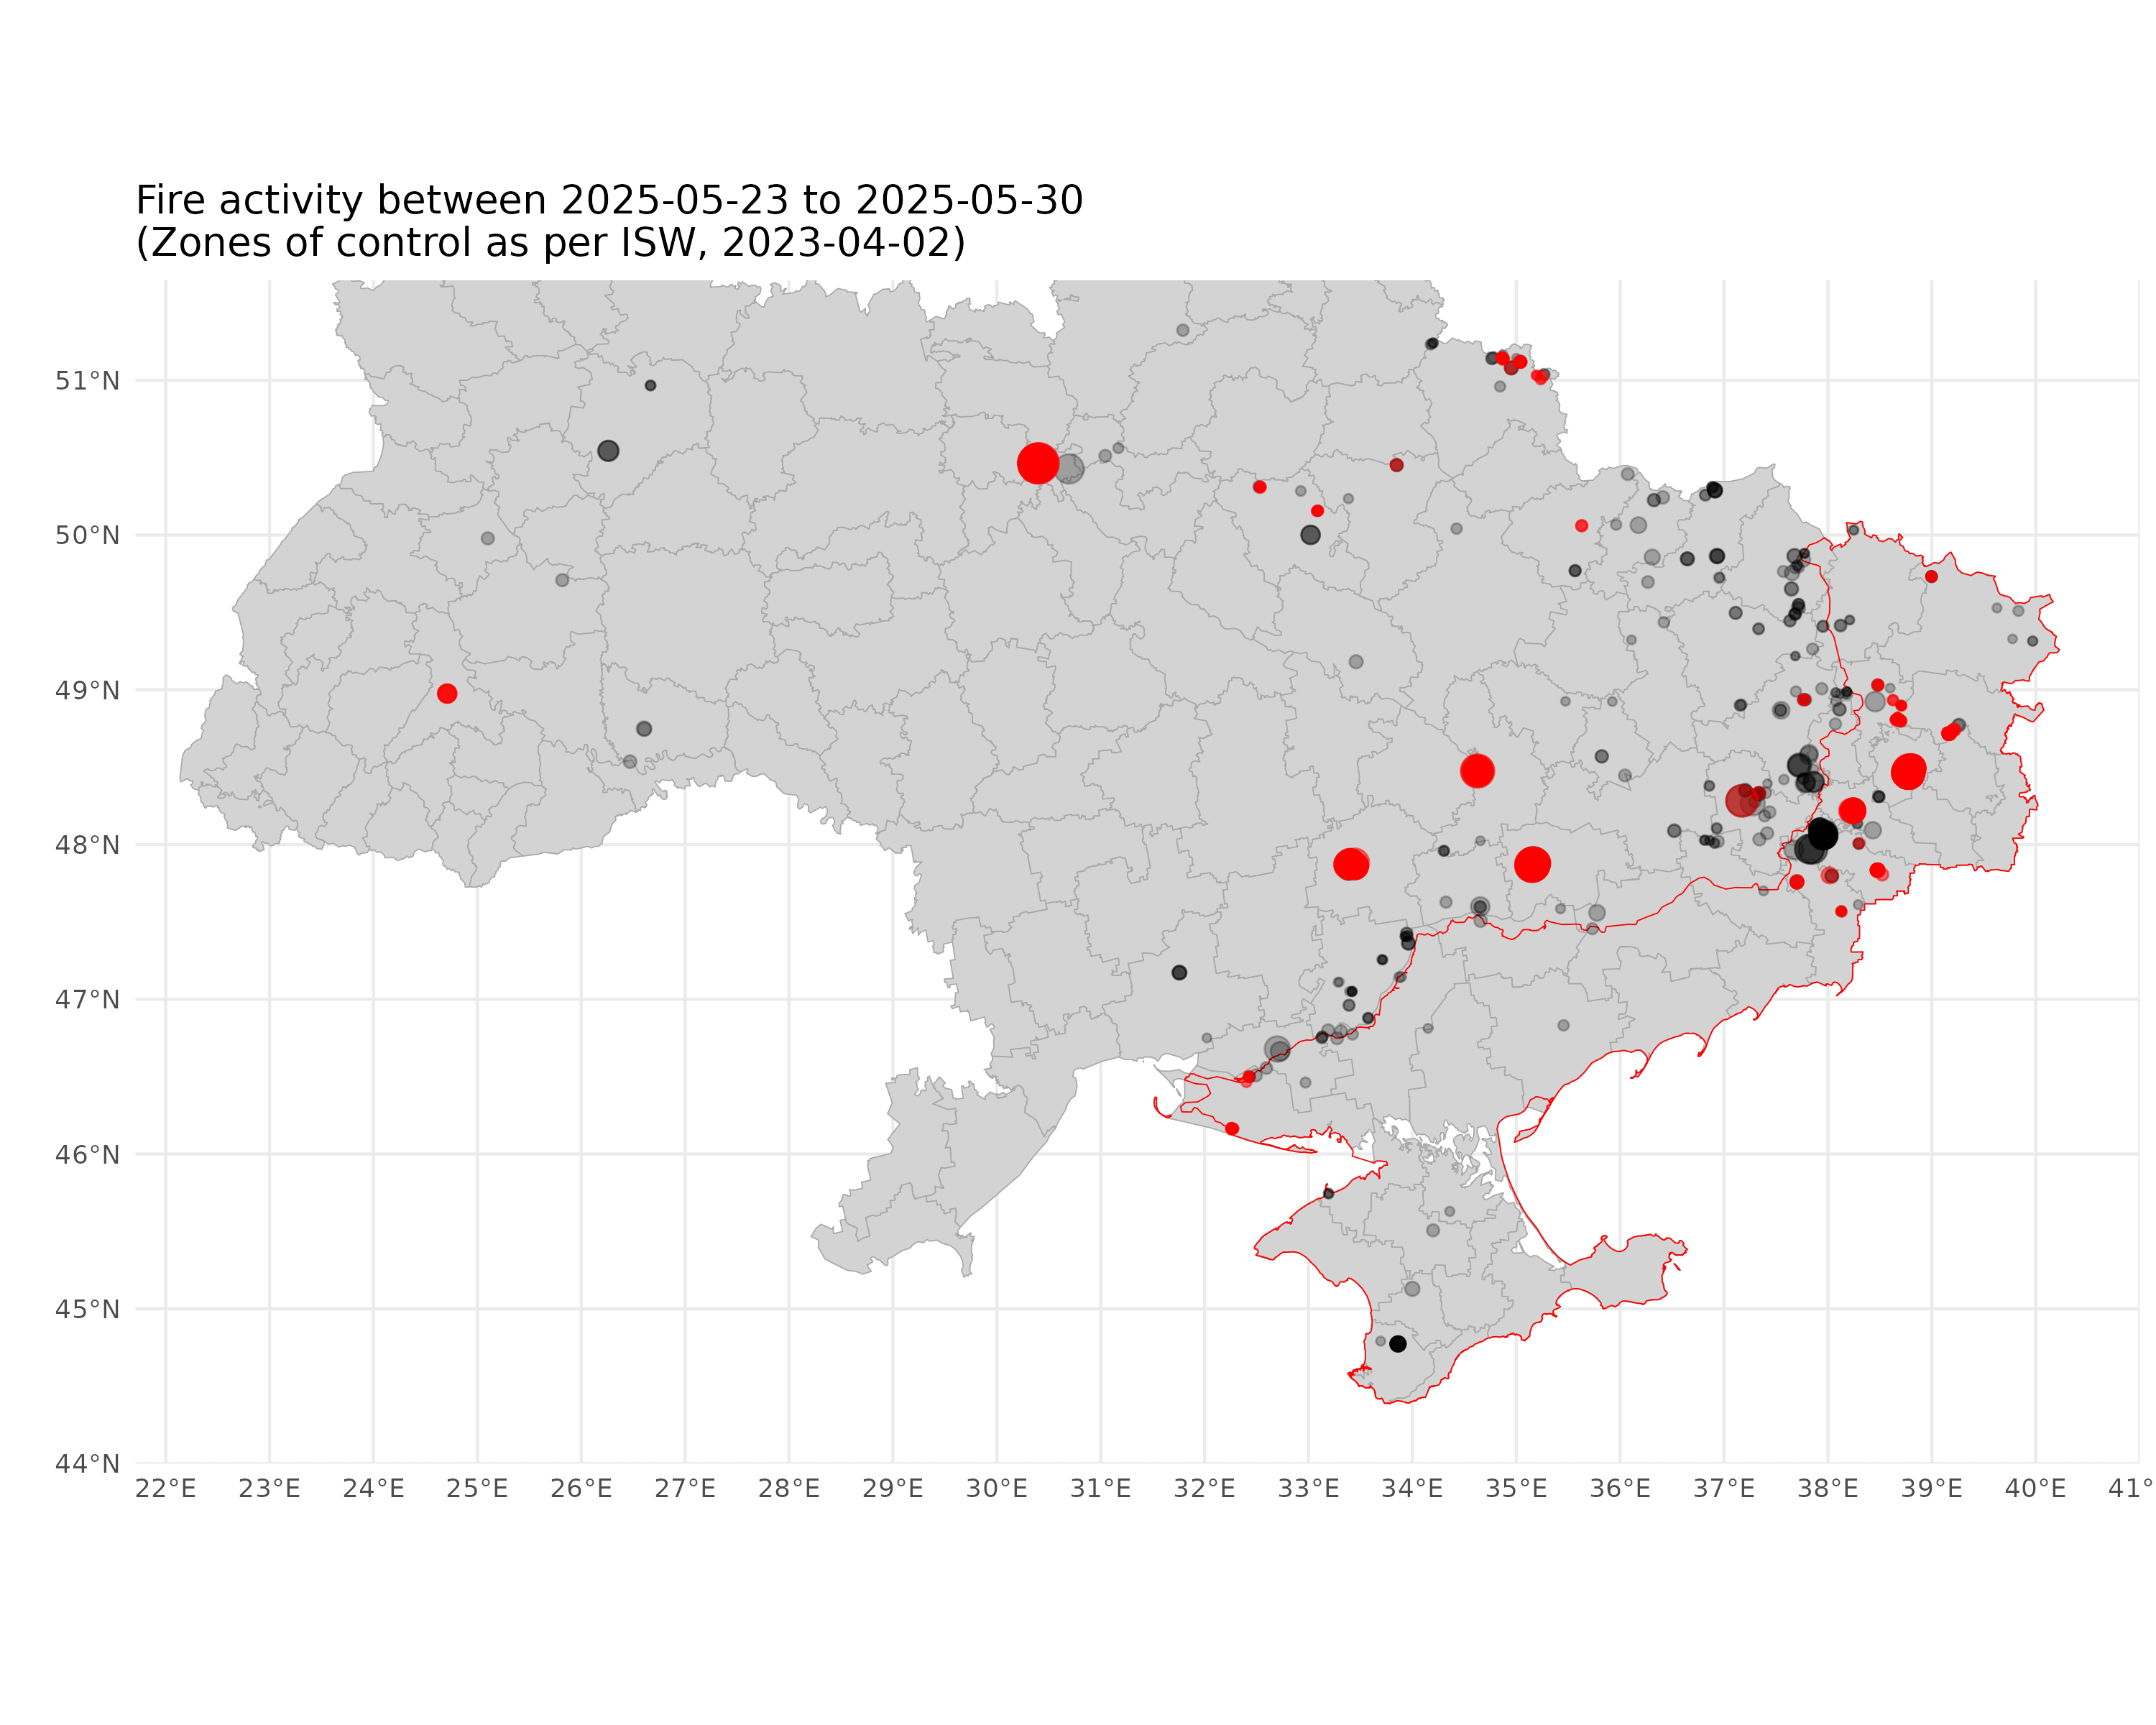 Fire activity between 2025-05-23 to 2025-05-30
(Zones of control as per ISW, 2023-04-02)
51°N
50°N
49°N
48°N
47°N
46°N
45°N
44°N
22°E 23°E 24°E 25°E 26°E 27°E 28°E 29°E 30°E 31°E 32°E 33°E 34°E 35°E 36°E 37°E 38°E 39°E 40°E 41°